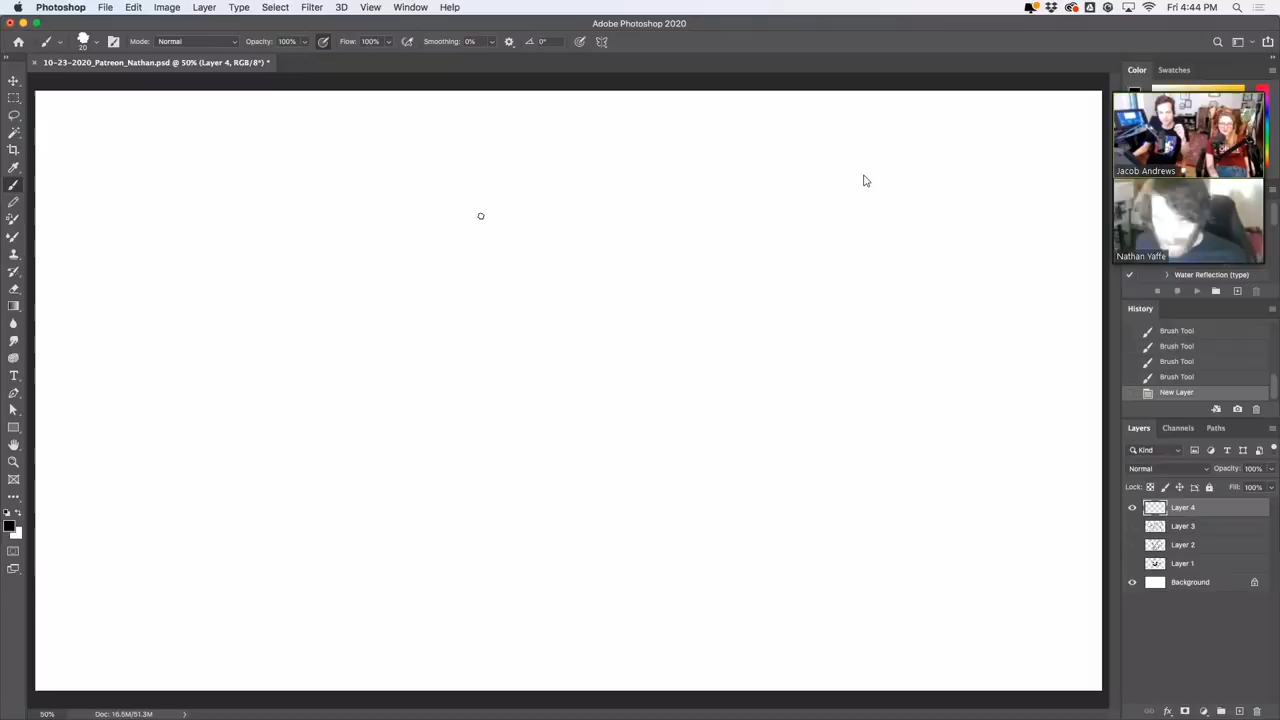 Photoshop File Edit Image Layer Type Select Filter 3D View Window Help Fri 4:44 PM
Adobe Photoshop 2020
20 Mode: Normal Opacity: 100% Flow: 100% Smoothing: 0% 0°
10-23-2020_Patreon_Nathan.psd @ 50% (Layer 4, RGB/8*) *
Color Swatches
Jacob Andrews
Nathan Yaffe
Water Reflection (type)
History
Brush Tool
Brush Tool
Brush Tool
Brush Tool
New Layer
Layers Channels Paths
Kind
Normal Opacity: 100%
Lock: Fill: 100%
Layer 4
Layer 3
Layer 2
Layer 1
Background
50% Doc: 16.5M/51.3M